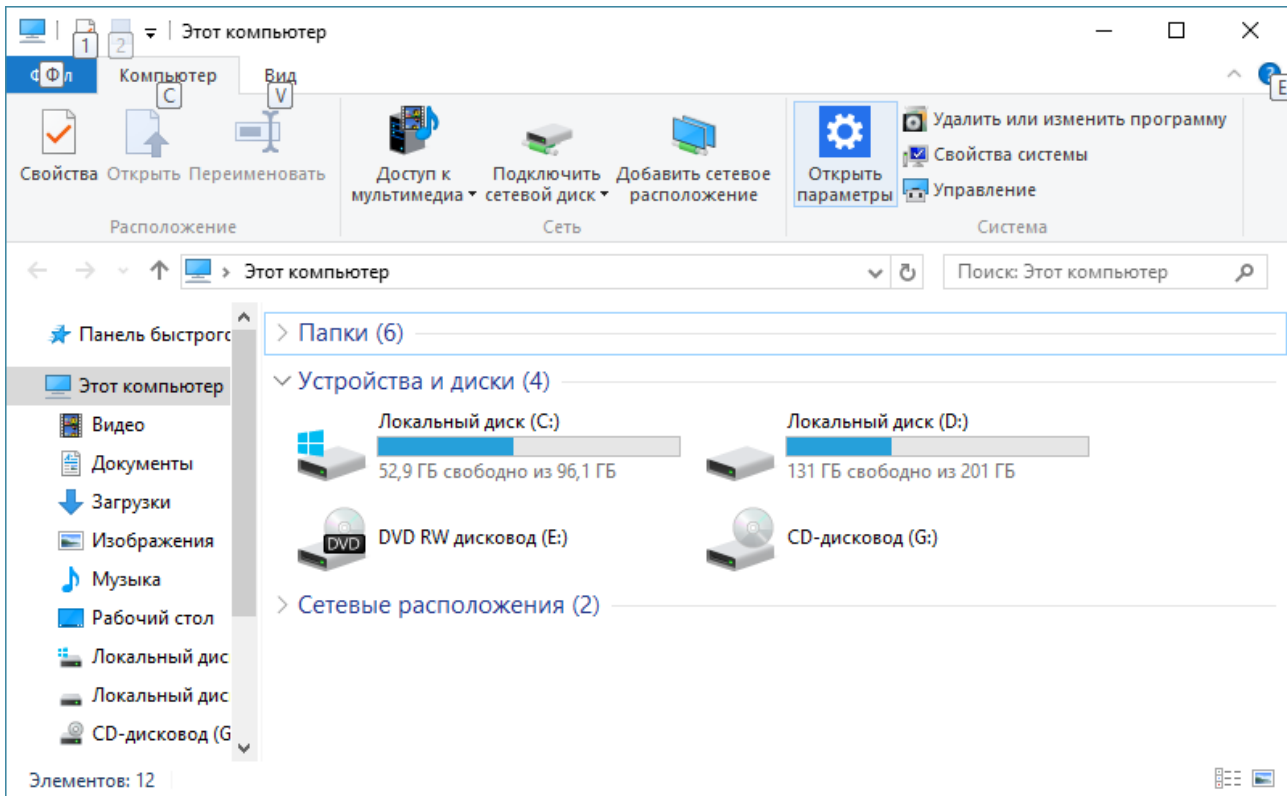 Этот компьютер
1
2
Ф
Компьютер
Вид
C
V
E
Свойства
Открыть
Переименовать
Доступ к
мультимедиа
Подключить
сетевой диск
Добавить сетевое
расположение
Открыть
параметры
Удалить или изменить программу
Свойства системы
Управление
Расположение
Сеть
Система
Этот компьютер
Поиск: Этот компьютер
Панель быстрого
Этот компьютер
Видео
Документы
Загрузки
Изображения
Музыка
Рабочий стол
Локальный дис
Локальный дис
CD-дисковод (G
Папки (6)
Устройства и диски (4)
Локальный диск (C:)
52,9 ГБ свободно из 96,1 ГБ
Локальный диск (D:)
131 ГБ свободно из 201 ГБ
DVD
DVD RW дисковод (E:)
CD-дисковод (G:)
Сетевые расположения (2)
Элементов: 12